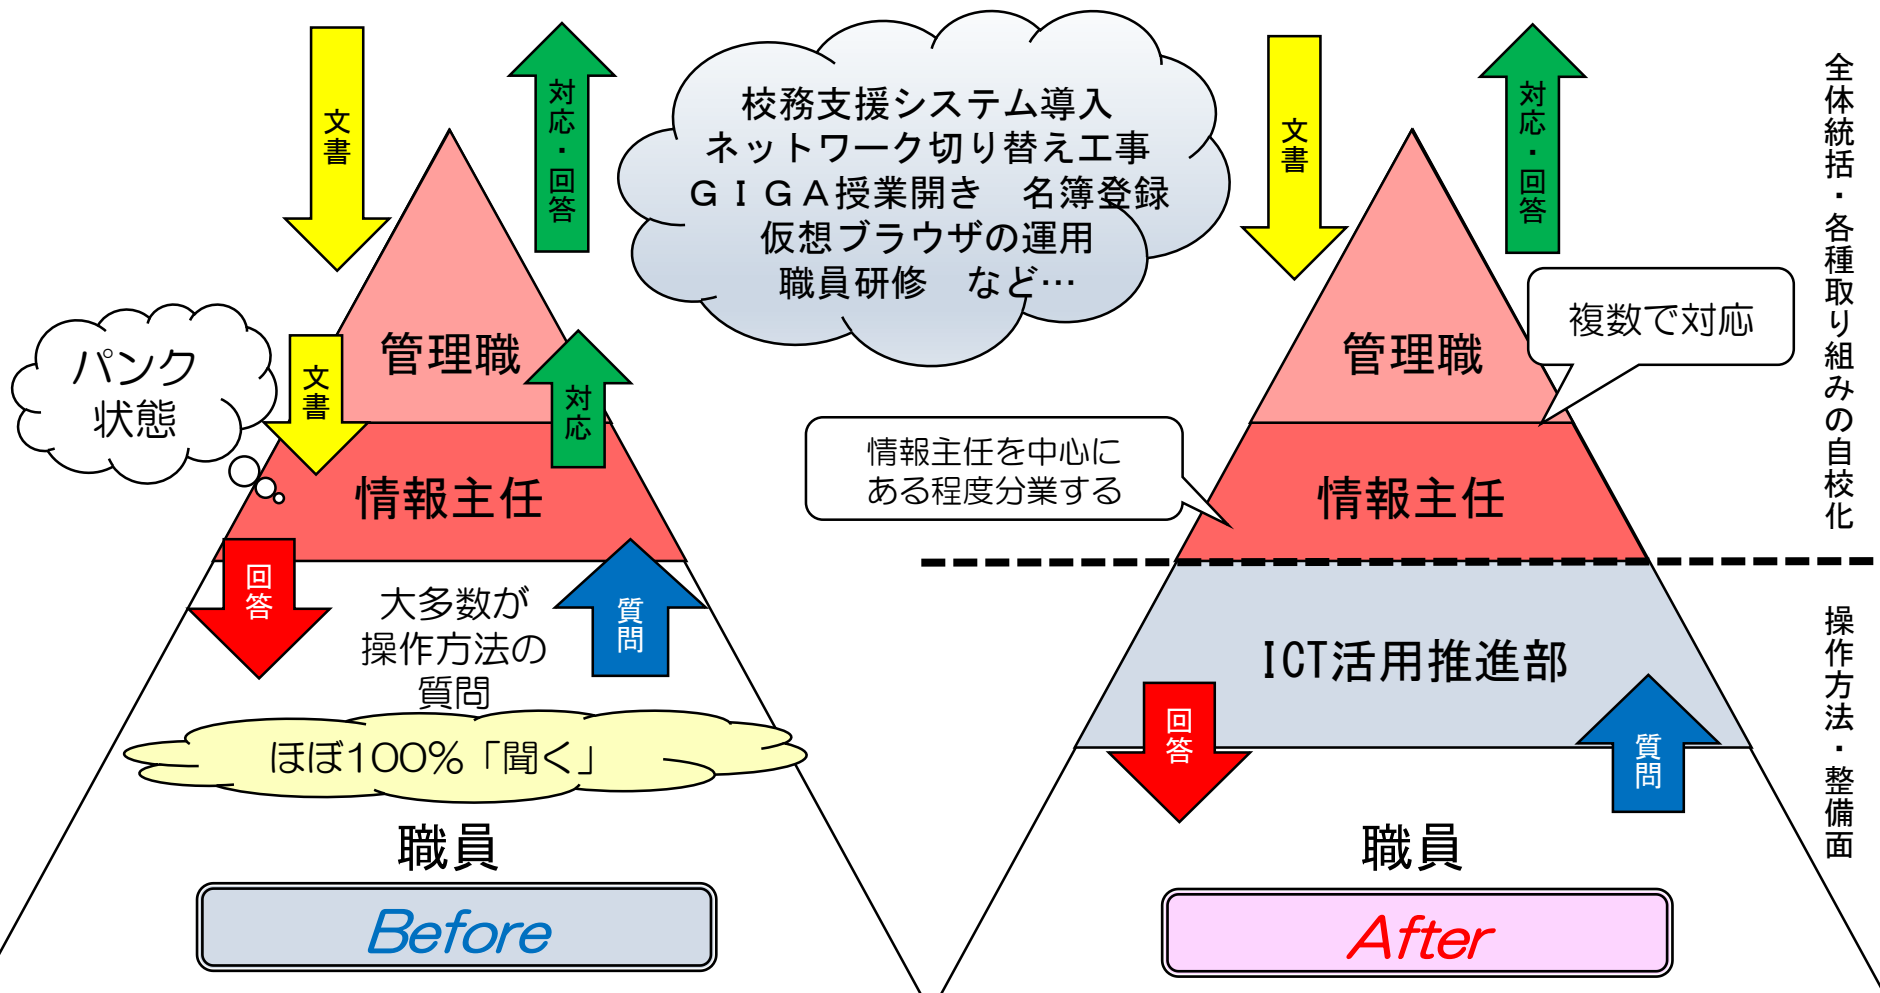 文書
対応・回答
校務支援システム導入
ネットワーク切り替え工事
ＧＩＧＡ授業開き　名簿登録
仮想ブラウザの運用
職員研修　など…
パンク
状態
文書
管理職
対応
情報主任
回答
大多数が
操作方法の
質問
質問
ほぼ100％「聞く」
職員
Before
文書
対応・回答
複数で対応
管理職
情報主任を中心に
ある程度分業する
情報主任
ICT活用推進部
回答
質問
職員
After
全体統括・各種取り組みの自校化
操作方法・整備面